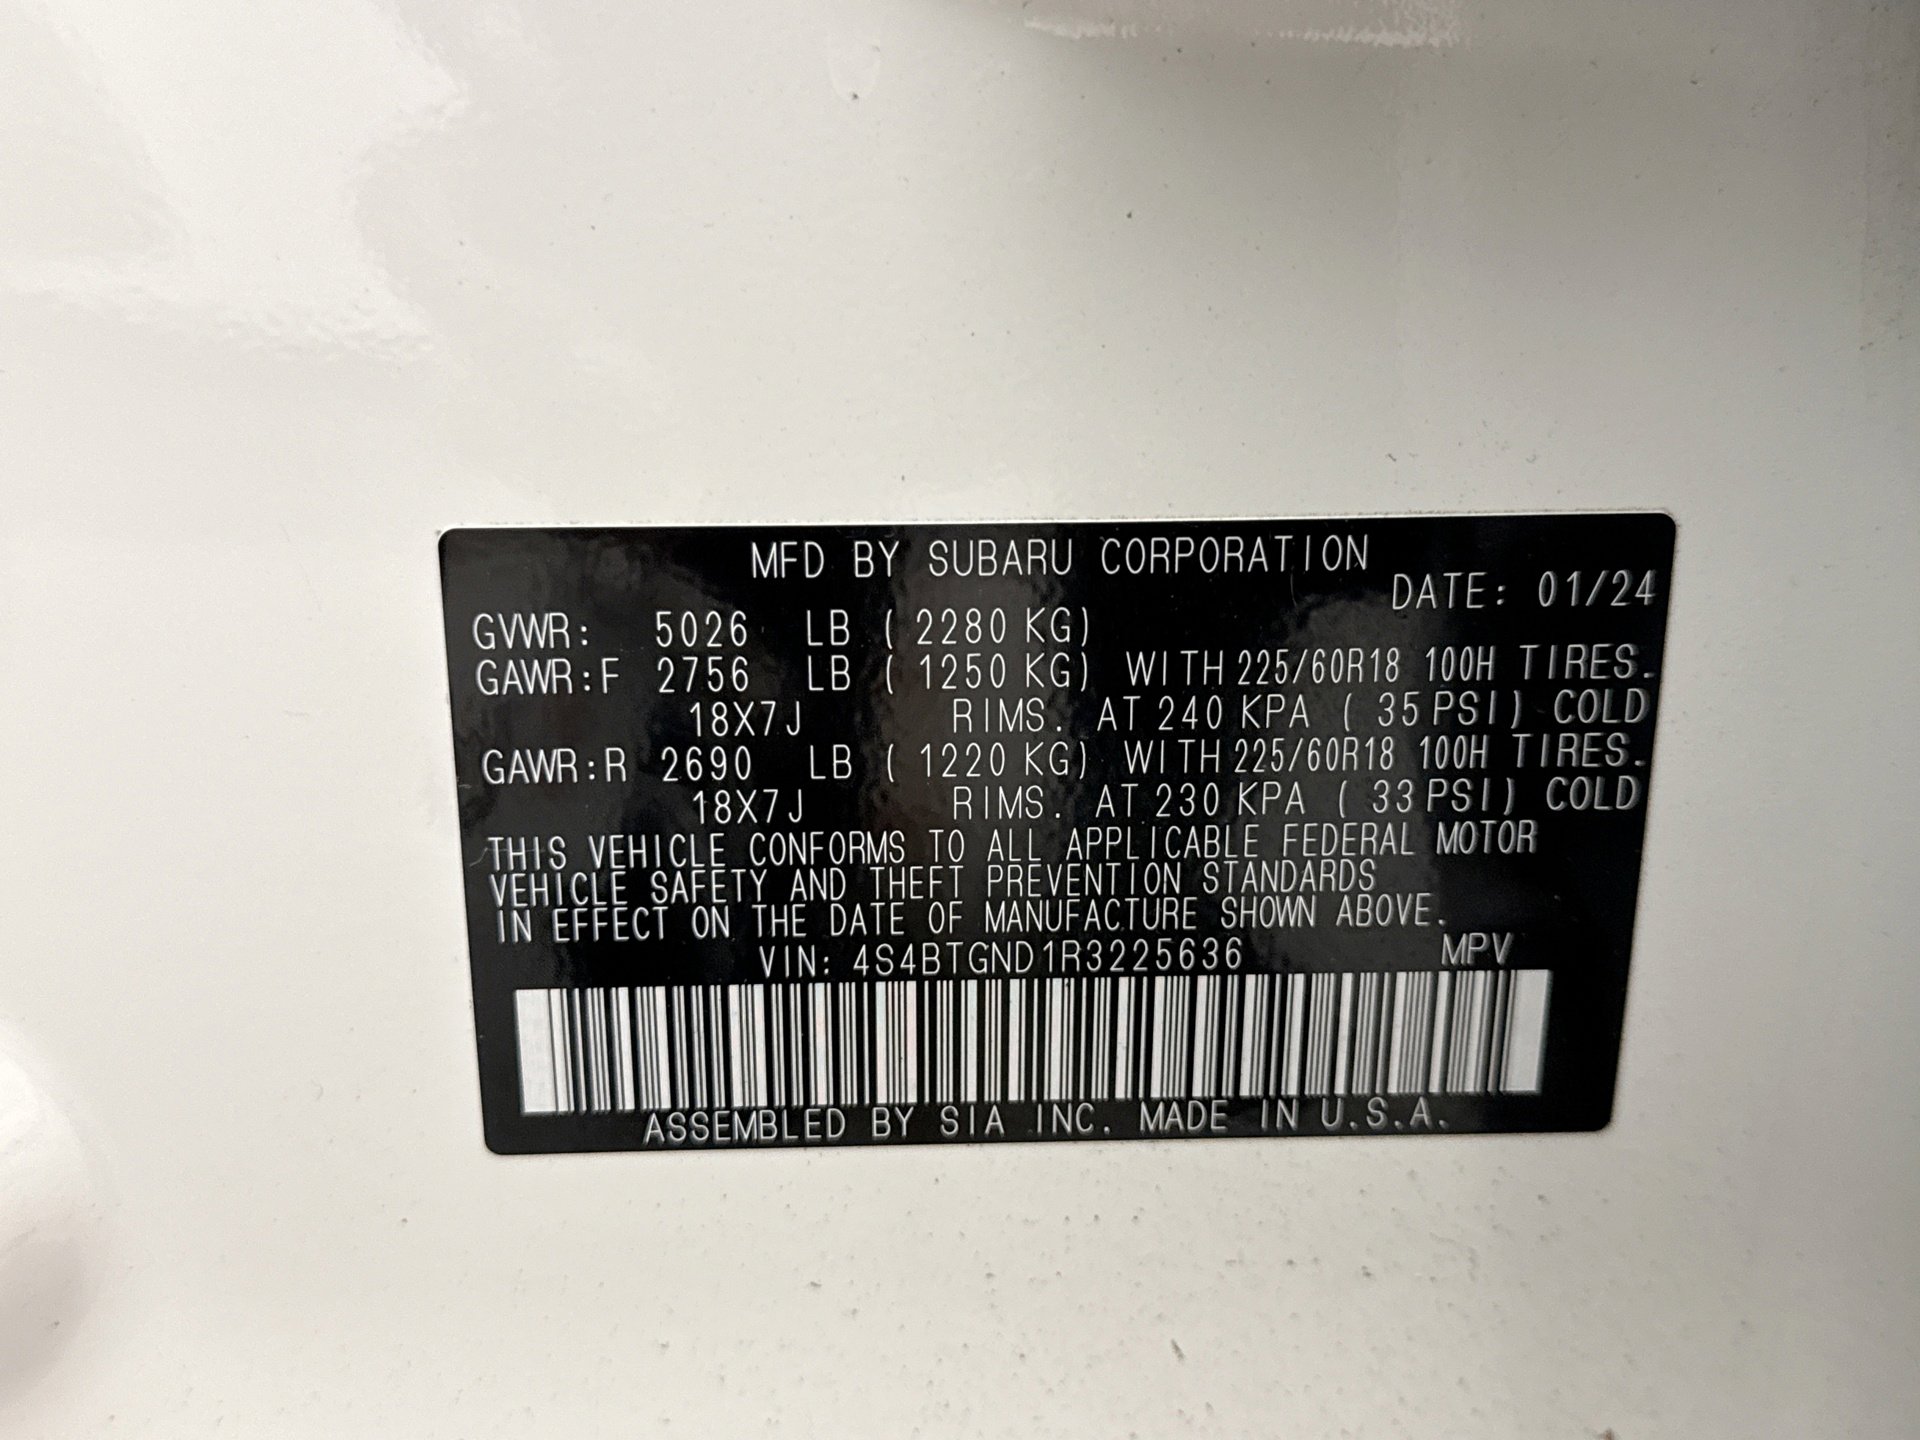 MFD BY SUBARU CORPORATION
DATE: 01/24
GVWR: 5026 LB ( 2280 KG)
GAWR:F 2756 LB ( 1250 KG) WITH 225/60R18 100H TIRES.
18X7J RIMS. AT 240 KPA ( 35 PSI) COLD
GAWR:R 2690 LB ( 1220 KG) WITH 225/60R18 100H TIRES.
18X7J RIMS. AT 230 KPA ( 33 PSI) COLD
THIS VEHICLE CONFORMS TO ALL APPLICABLE FEDERAL MOTOR
VEHICLE SAFETY AND THEFT PREVENTION STANDARDS
IN EFFECT ON THE DATE OF MANUFACTURE SHOWN ABOVE.
VIN: 4S4BTGND1R3225636 MPV
ASSEMBLED BY SIA INC. MADE IN U.S.A.